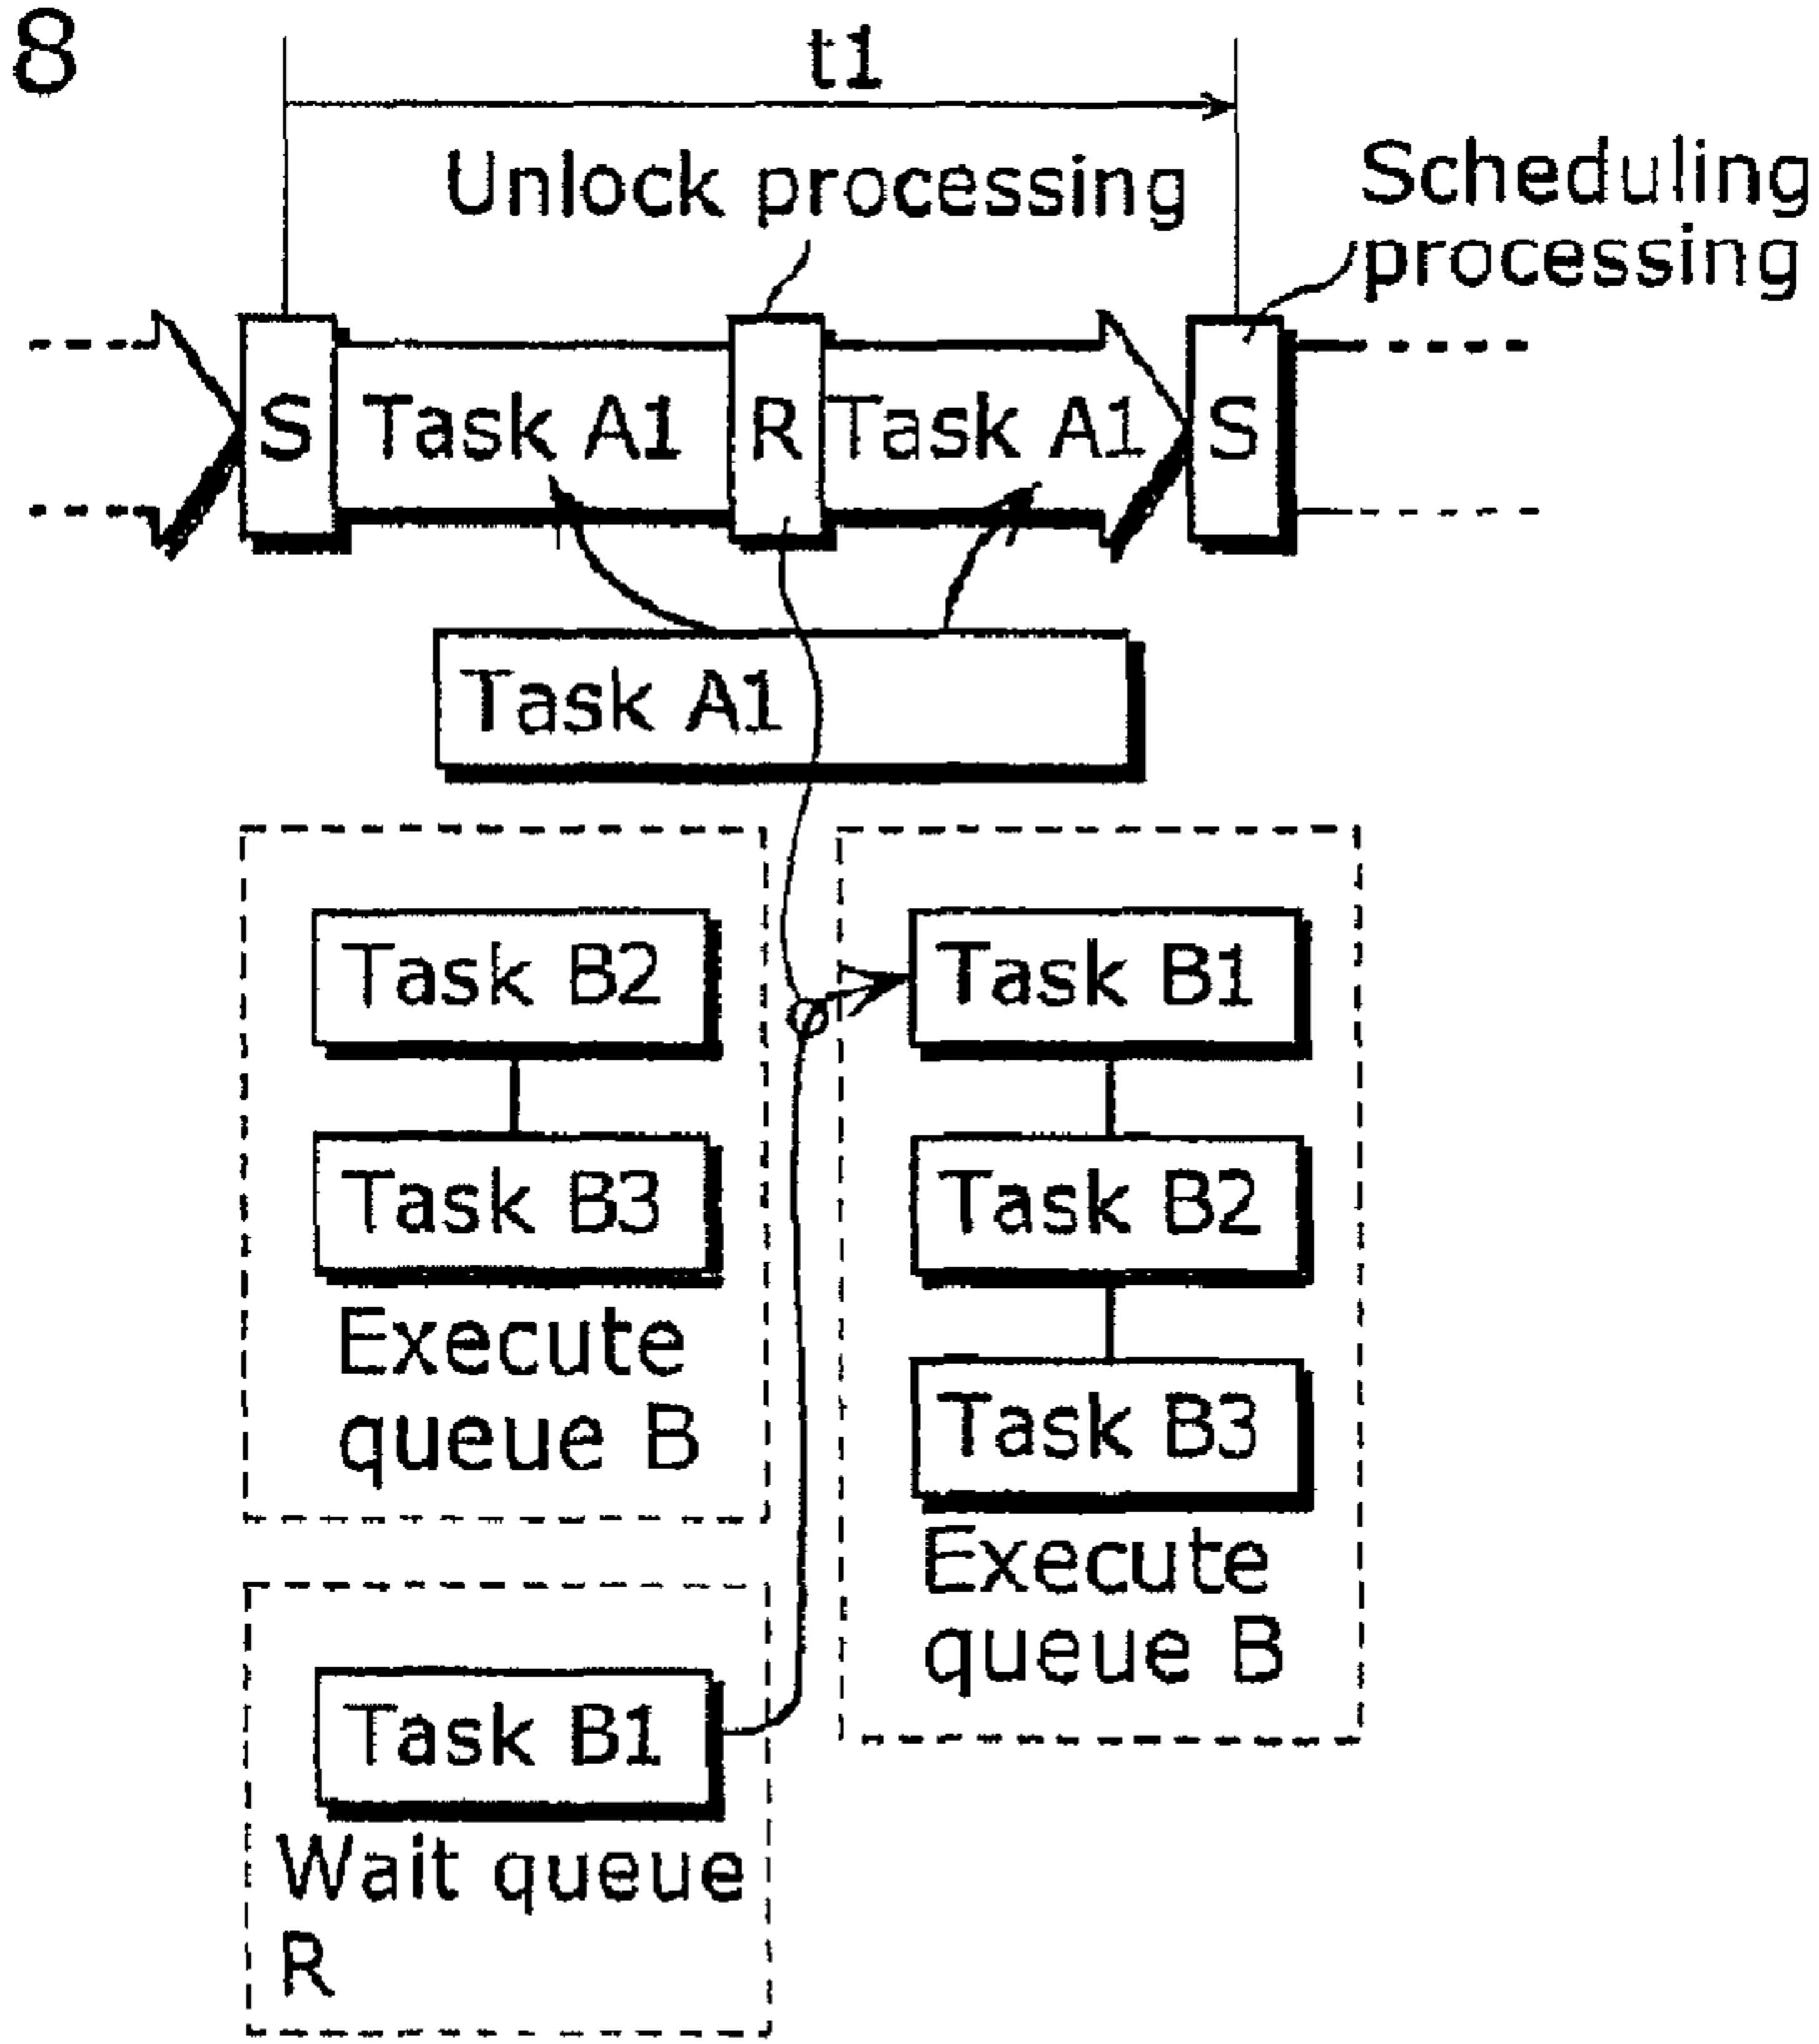 8
t1
Unlock processing
Scheduling
processing
S
Task A1
R
Task A1
S
Task A1
Task B2
Task B3
Execute
queue B
Task B1
Task B2
Task B3
Execute
queue B
Task B1
Wait queue
R